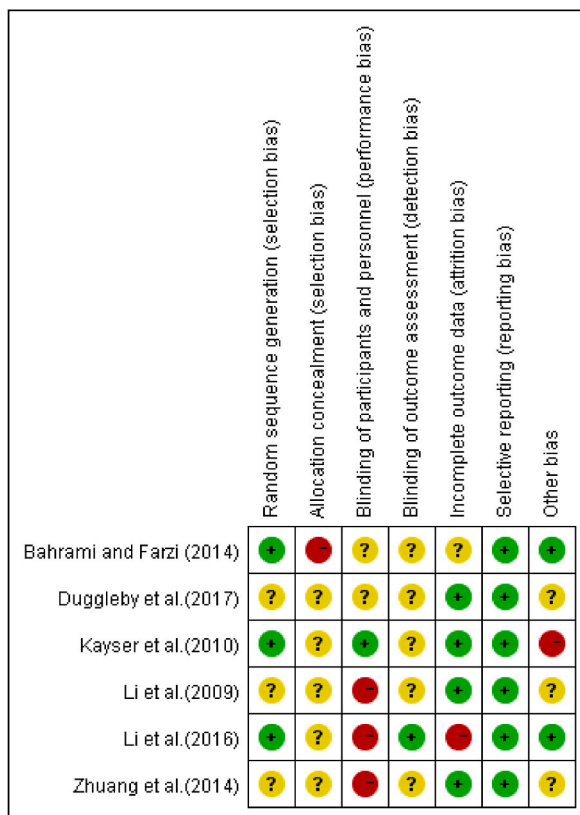 Random sequence generation (selection bias)
Allocation concealment (selection bias)
Blinding of participants and personnel (performance bias)
Blinding of outcome assessment (detection bias)
Incomplete outcome data (attrition bias)
Selective reporting (reporting bias)
Other bias
Bahrami and Farzi (2014) + - ? ? ? + +
Duggleby et al.(2017) ? ? ? ? + + ?
Kayser et al.(2010) + ? + ? + + -
Li et al.(2009) ? ? - ? + + ?
Li et al.(2016) + ? - + - + +
Zhuang et al.(2014) ? ? - ? + + ?